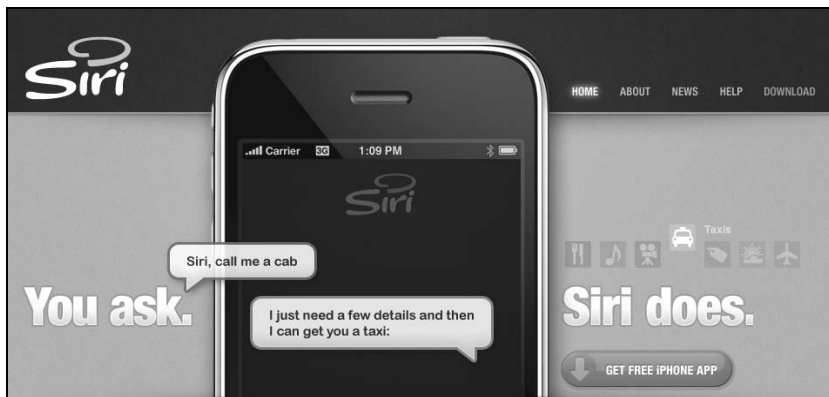 Siri
HOME ABOUT NEWS HELP DOWNLOAD
Carrier 3G 1:09 PM
Siri
Taxis
Siri, call me a cab
You ask.
Siri does.
I just need a few details and then
I can get you a taxi:
GET FREE iPHONE APP